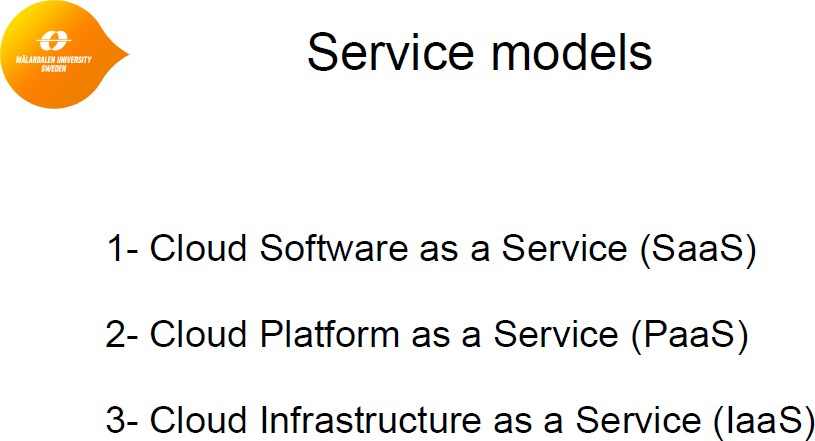 MÄLARDALEN UNIVERSITY
SWEDEN
Service models
1- Cloud Software as a Service (SaaS)
2- Cloud Platform as a Service (PaaS)
3- Cloud Infrastructure as a Service (IaaS)